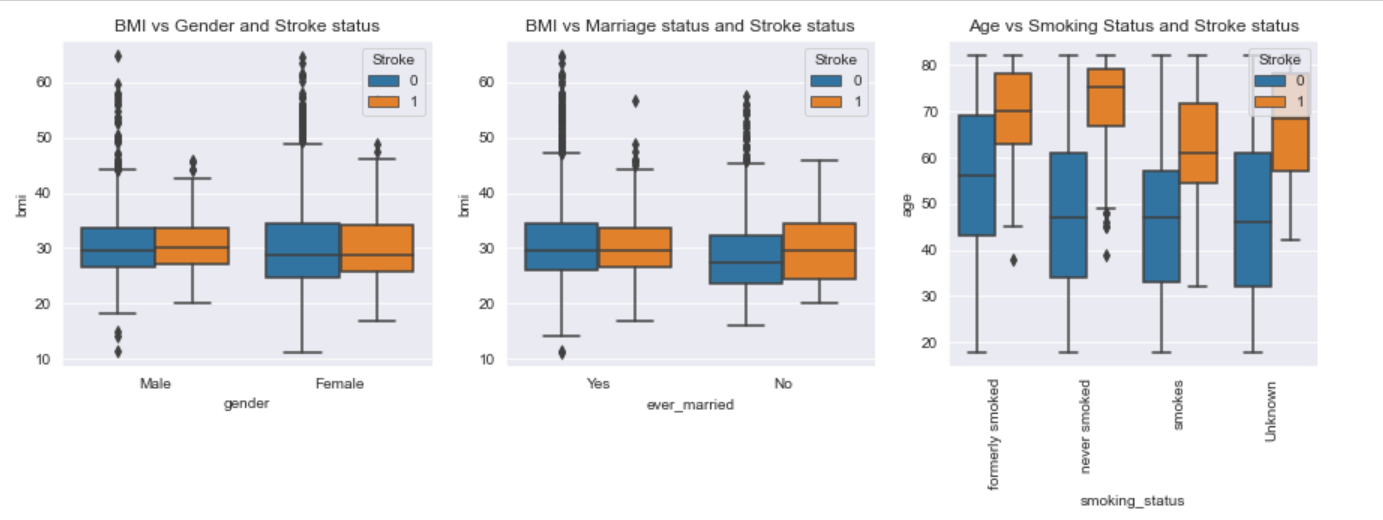 BMI vs Gender and Stroke status
Stroke
0
1
60
50
40
30
20
10
bmi
Male
Female
gender
BMI vs Marriage status and Stroke status
Stroke
0
1
60
50
40
30
20
10
bmi
Yes
No
ever_married
Age vs Smoking Status and Stroke status
Stroke
0
1
80
70
60
50
40
30
20
age
formerly smoked
never smoked
smokes
Unknown
smoking_status